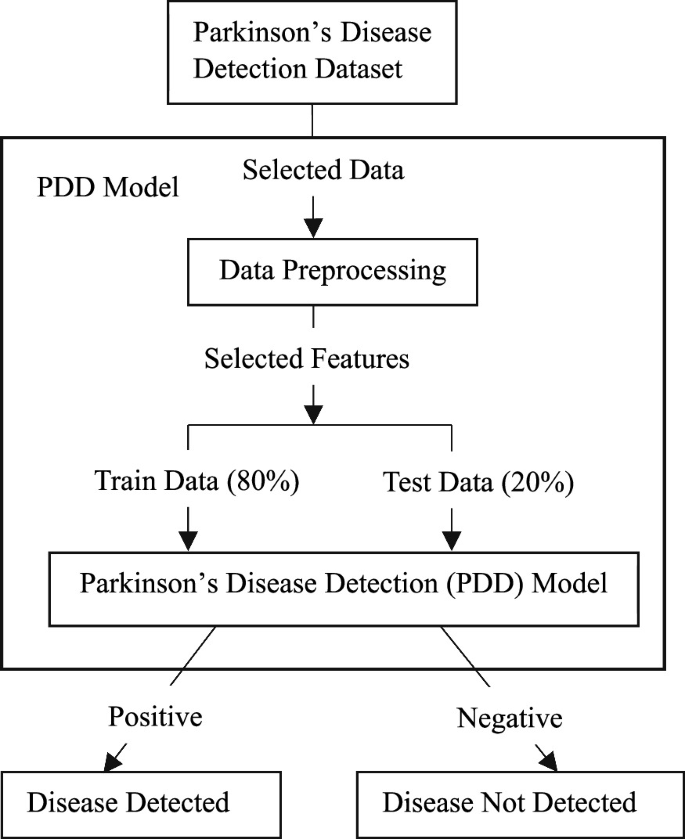 Parkinson’s Disease
Detection Dataset
PDD Model
Selected Data
Data Preprocessing
Selected Features
Train Data (80%)
Test Data (20%)
Parkinson’s Disease Detection (PDD) Model
Positive
Negative
Disease Detected
Disease Not Detected